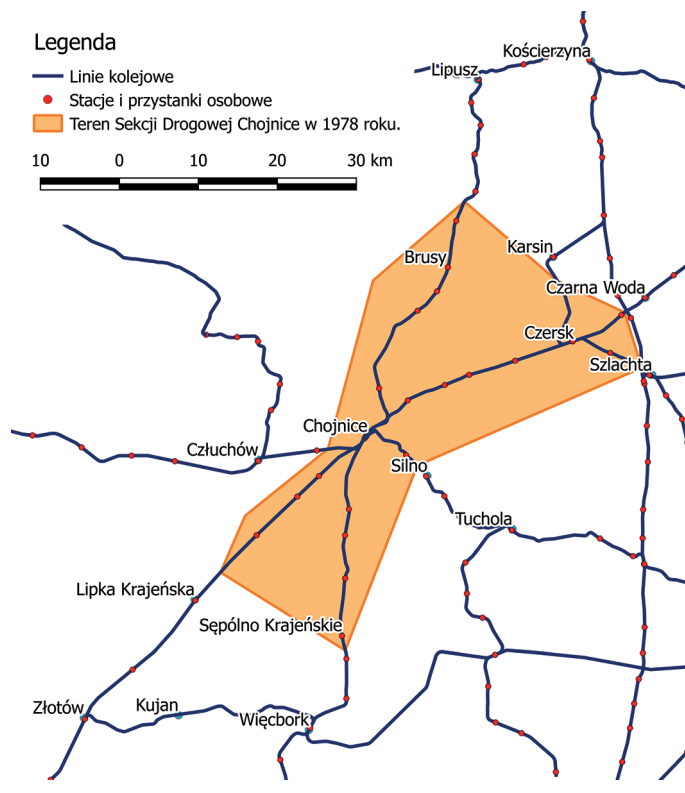 Legenda
Linie kolejowe
Stacje i przystanki osobowe
Teren Sekcji Drogowej Chojnice w 1978 roku.
10 0 10 20 30 km
Kościerzyna
Lipusz
Karsin
Brusy
Czarna Woda
Czersk
Szlachta
Chojnice
Człuchów
Silno
Tuchola
Lipka Krajeńska
Sępólno Krajeńskie
Złotów
Kujan
Więcbork